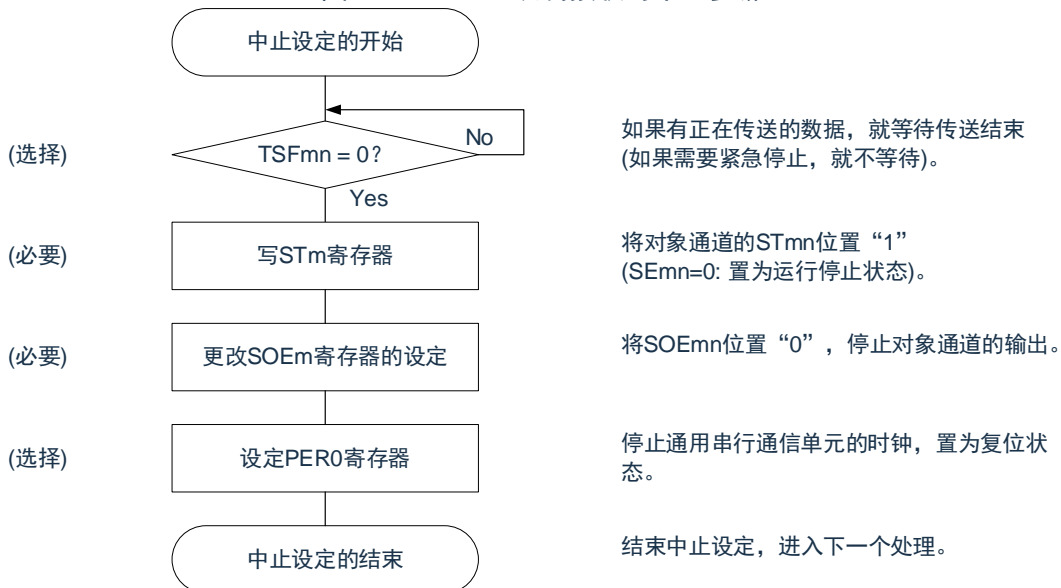 中止设定的开始
No
如果有正在传送的数据，就等待传送结束
(选择)
TSFmn = 0?
(如果需要紧急停止，就不等待)。
Yes
(必要)
写STm寄存器
将对象通道的STmn位置“1”
(SEmn=0: 置为运行停止状态)。
(必要)
更改SOEm寄存器的设定
将SOEmn位置“0”，停止对象通道的输出。
(选择)
设定PER0寄存器
停止通用串行通信单元的时钟，置为复位状
态。
中止设定的结束
结束中止设定，进入下一个处理。